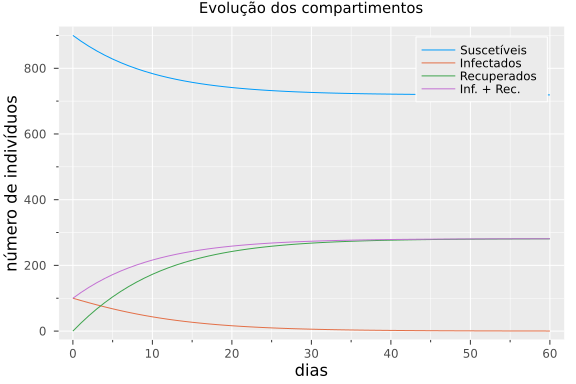 Evolução dos compartimentos
número de indivíduos
800
600
400
200
0
Suscetíveis
Infectados
Recuperados
Inf. + Rec.
0 10 20 30 40 50 60
dias